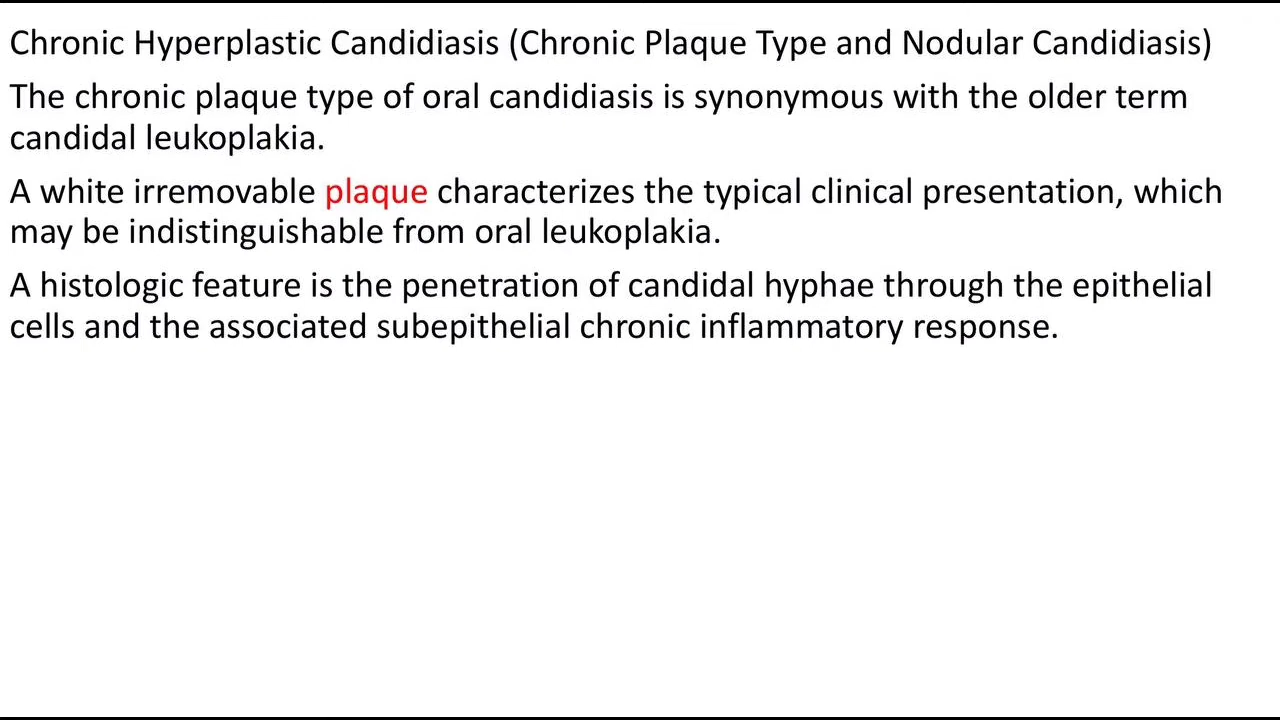 Chronic Hyperplastic Candidiasis (Chronic Plaque Type and Nodular Candidiasis)
The chronic plaque type of oral candidiasis is synonymous with the older term
candidal leukoplakia.
A white irremovable plaque characterizes the typical clinical presentation, which
may be indistinguishable from oral leukoplakia.
A histologic feature is the penetration of candidal hyphae through the epithelial
cells and the associated subepithelial chronic inflammatory response.